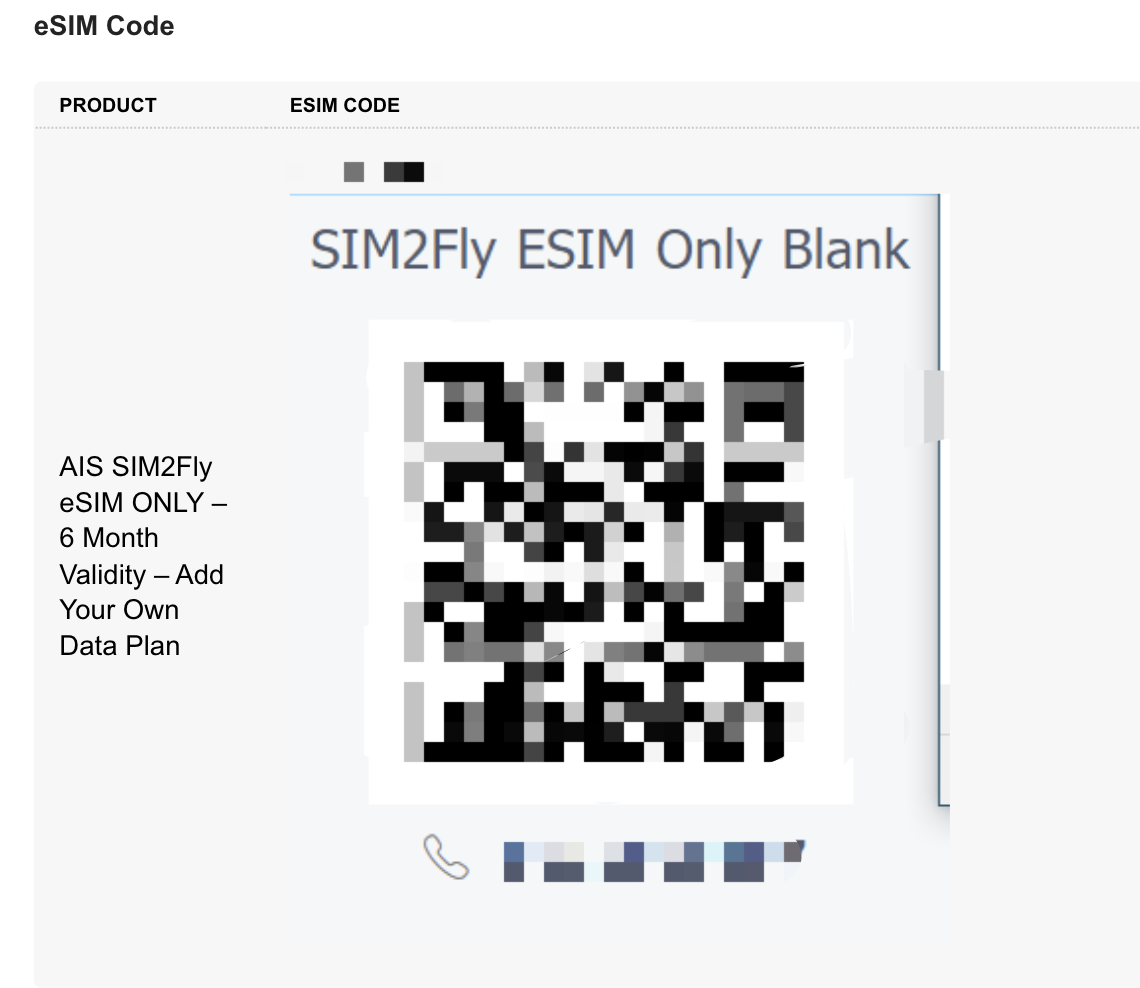 eSIM Code
PRODUCT
ESIM CODE
SIM2Fly ESIM Only Blank
AIS SIM2Fly
eSIM ONLY –
6 Month
Validity – Add
Your Own
Data Plan